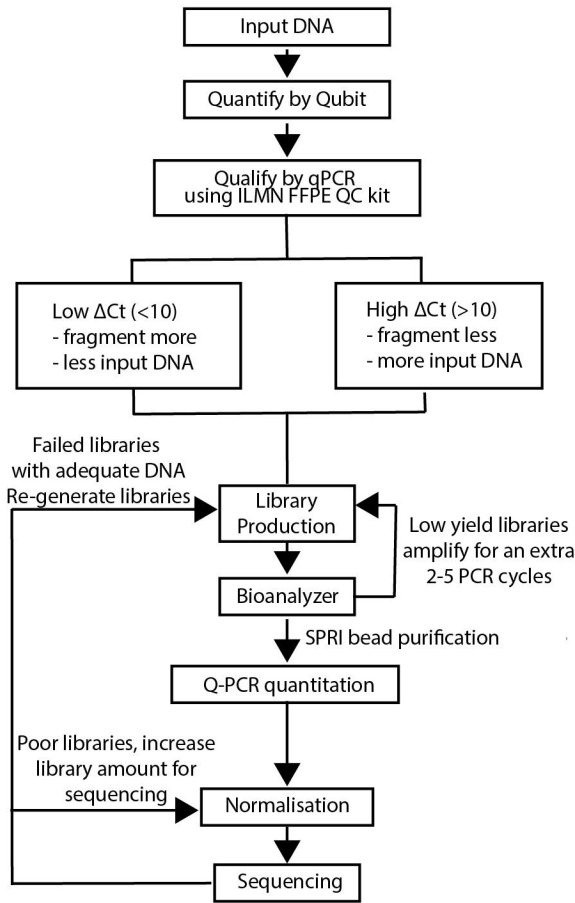 Input DNA
Quantify by Qubit
Qualify by qPCR
using ILMN FFPE QC kit
Low ΔCt (<10)
- fragment more
- less input DNA
High ΔCt (>10)
- fragment less
- more input DNA
Failed libraries
with adequate DNA
Re-generate libraries
Library
Production
Low yield libraries
amplify for an extra
2-5 PCR cycles
Bioanalyzer
SPRI bead purification
Q-PCR quantitation
Poor libraries, increase
library amount for
sequencing
Normalisation
Sequencing